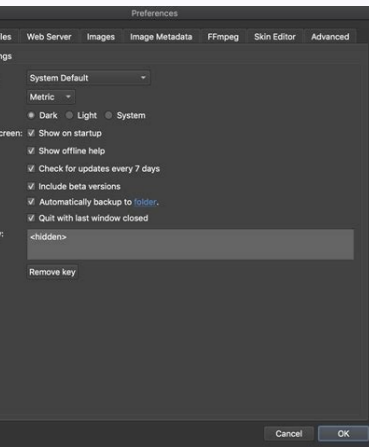 Preferences
les Web Server Images Image Metadata FFmpeg Skin Editor Advanced
ngs
System Default
Metric
Dark Light System
creen: Show on startup
Show offline help
Check for updates every 7 days
Include beta versions
Automatically backup to folder.
Quit with last window closed
y:
<hidden>
Remove key
Cancel OK